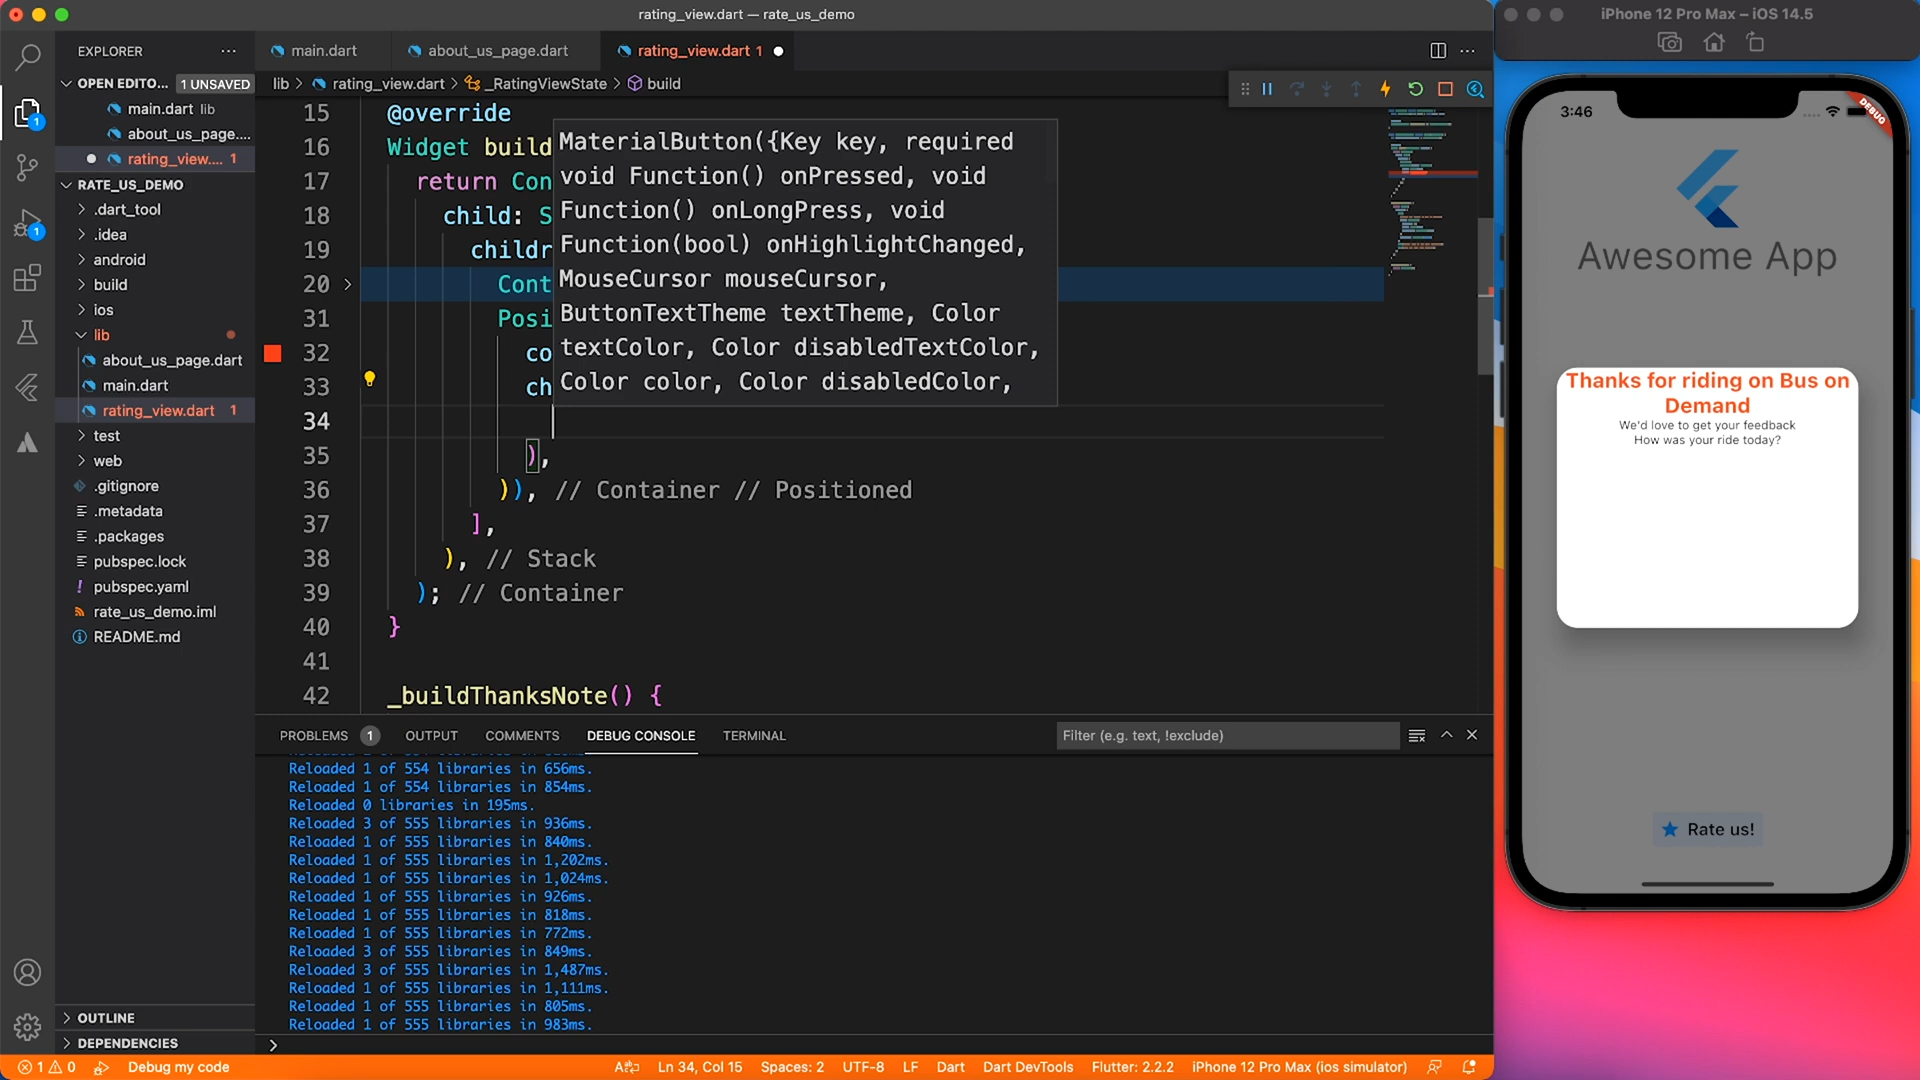 rating_view.dart — rate_us_demo
iPhone 12 Pro Max – iOS 14.5
EXPLORER
main.dart
about_us_page.dart
rating_view.dart 1
OPEN EDITO... 1 UNSAVED
main.dart lib
about_us_page....
rating_view.... 1
RATE_US_DEMO
.dart_tool
.idea
android
build
ios
lib
about_us_page.dart
main.dart
rating_view.dart 1
test
web
.gitignore
.metadata
.packages
pubspec.lock
pubspec.yaml
rate_us_demo.iml
README.md
OUTLINE
DEPENDENCIES
1
1
lib > rating_view.dart > _RatingViewState > build
15 @override
16 Widget build
17 return Con
18 child: S
19 childr
20 Cont
31 Posi
32 co
33 ch
34
35 ),
36 )), // Container // Positioned
37 ],
38 ), // Stack
39 ); // Container
40 }
41
42 _buildThanksNote() {
MaterialButton({Key key, required
void Function() onPressed, void
Function() onLongPress, void
Function(bool) onHighlightChanged,
MouseCursor mouseCursor,
ButtonTextTheme textTheme, Color
textColor, Color disabledTextColor,
Color color, Color disabledColor,
PROBLEMS 1 OUTPUT COMMENTS DEBUG CONSOLE TERMINAL
Filter (e.g. text, !exclude)
Reloaded 1 of 554 libraries in 656ms.
Reloaded 1 of 554 libraries in 854ms.
Reloaded 0 libraries in 195ms.
Reloaded 3 of 555 libraries in 936ms.
Reloaded 1 of 555 libraries in 840ms.
Reloaded 1 of 555 libraries in 1,202ms.
Reloaded 1 of 555 libraries in 1,024ms.
Reloaded 1 of 555 libraries in 926ms.
Reloaded 1 of 555 libraries in 818ms.
Reloaded 1 of 555 libraries in 772ms.
Reloaded 3 of 555 libraries in 849ms.
Reloaded 3 of 555 libraries in 1,487ms.
Reloaded 1 of 555 libraries in 1,111ms.
Reloaded 1 of 555 libraries in 805ms.
Reloaded 1 of 555 libraries in 983ms.
1 0 Debug my code
Ln 34, Col 15 Spaces: 2 UTF-8 LF Dart Dart DevTools Flutter: 2.2.2 iPhone 12 Pro Max (ios simulator)
3:46
DEBUG
Awesome App
Thanks for riding on Bus on
Demand
We'd love to get your feedback
How was your ride today?
Rate us!